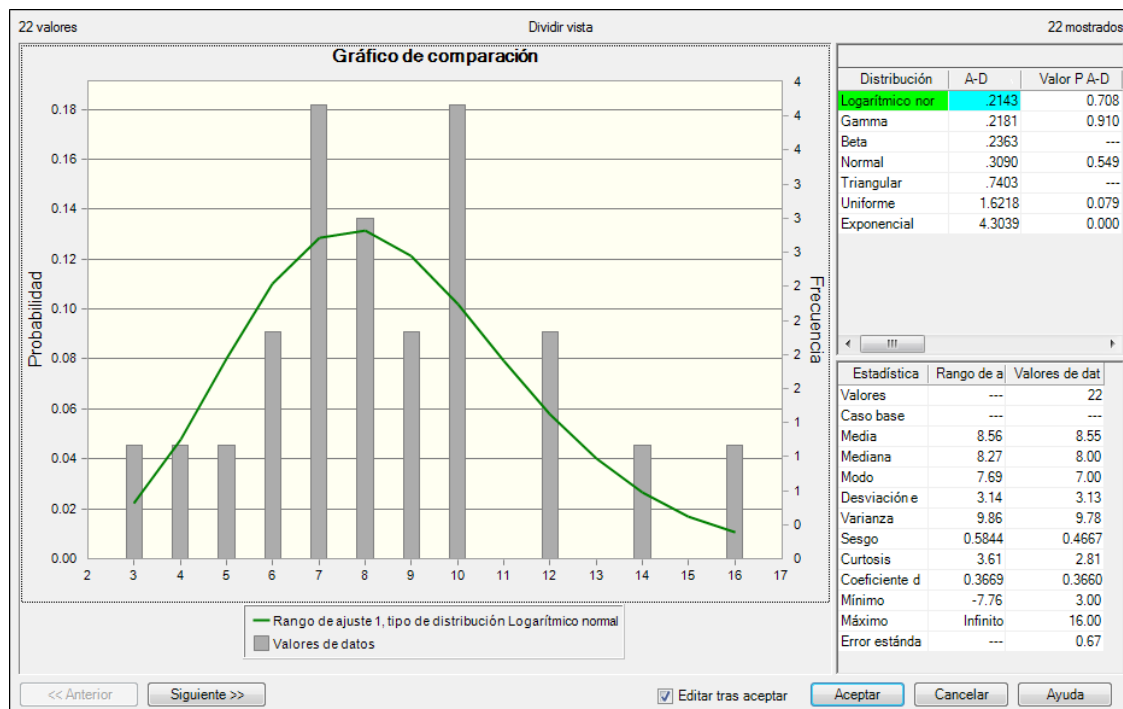 22 valores Dividir vista 22 mostrados
Gráfico de comparación
Probabilidad
0.18
0.16
0.14
0.12
0.10
0.08
0.06
0.04
0.02
0.00
4
4
4
3
3
3
2
2
2
2
1
1
1
0
0
Frecuencia
2 3 4 5 6 7 8 9 10 11 12 13 14 15 16 17
Rango de ajuste 1, tipo de distribución Logarítmico normal
Valores de datos
Distribución A-D Valor P A-D
Logarítmico nor .2143 0.708
Gamma .2181 0.910
Beta .2363 ---
Normal .3090 0.549
Triangular .7403 ---
Uniforme 1.6218 0.079
Exponencial 4.3039 0.000
Estadística Rango de a Valores de dat
Valores --- 22
Caso base --- ---
Media 8.56 8.55
Mediana 8.27 8.00
Modo 7.69 7.00
Desviación e 3.14 3.13
Varianza 9.86 9.78
Sesgo 0.5844 0.4667
Curtosis 3.61 2.81
Coeficiente d 0.3669 0.3660
Mínimo -7.76 3.00
Máximo Infinito 16.00
Error estánda --- 0.67
<< Anterior Siguiente >> Editar tras aceptar Aceptar Cancelar Ayuda